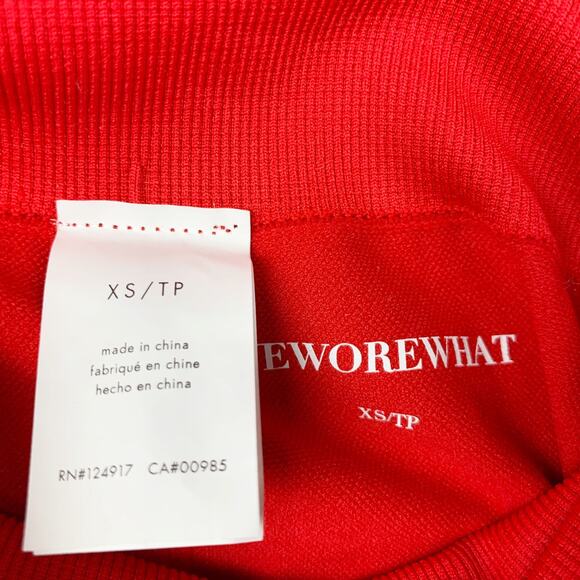 XS/TP
made in china
fabriqué en chine
hecho en china
RN#124917 CA#00985
EWOREWHAT
XS/TP